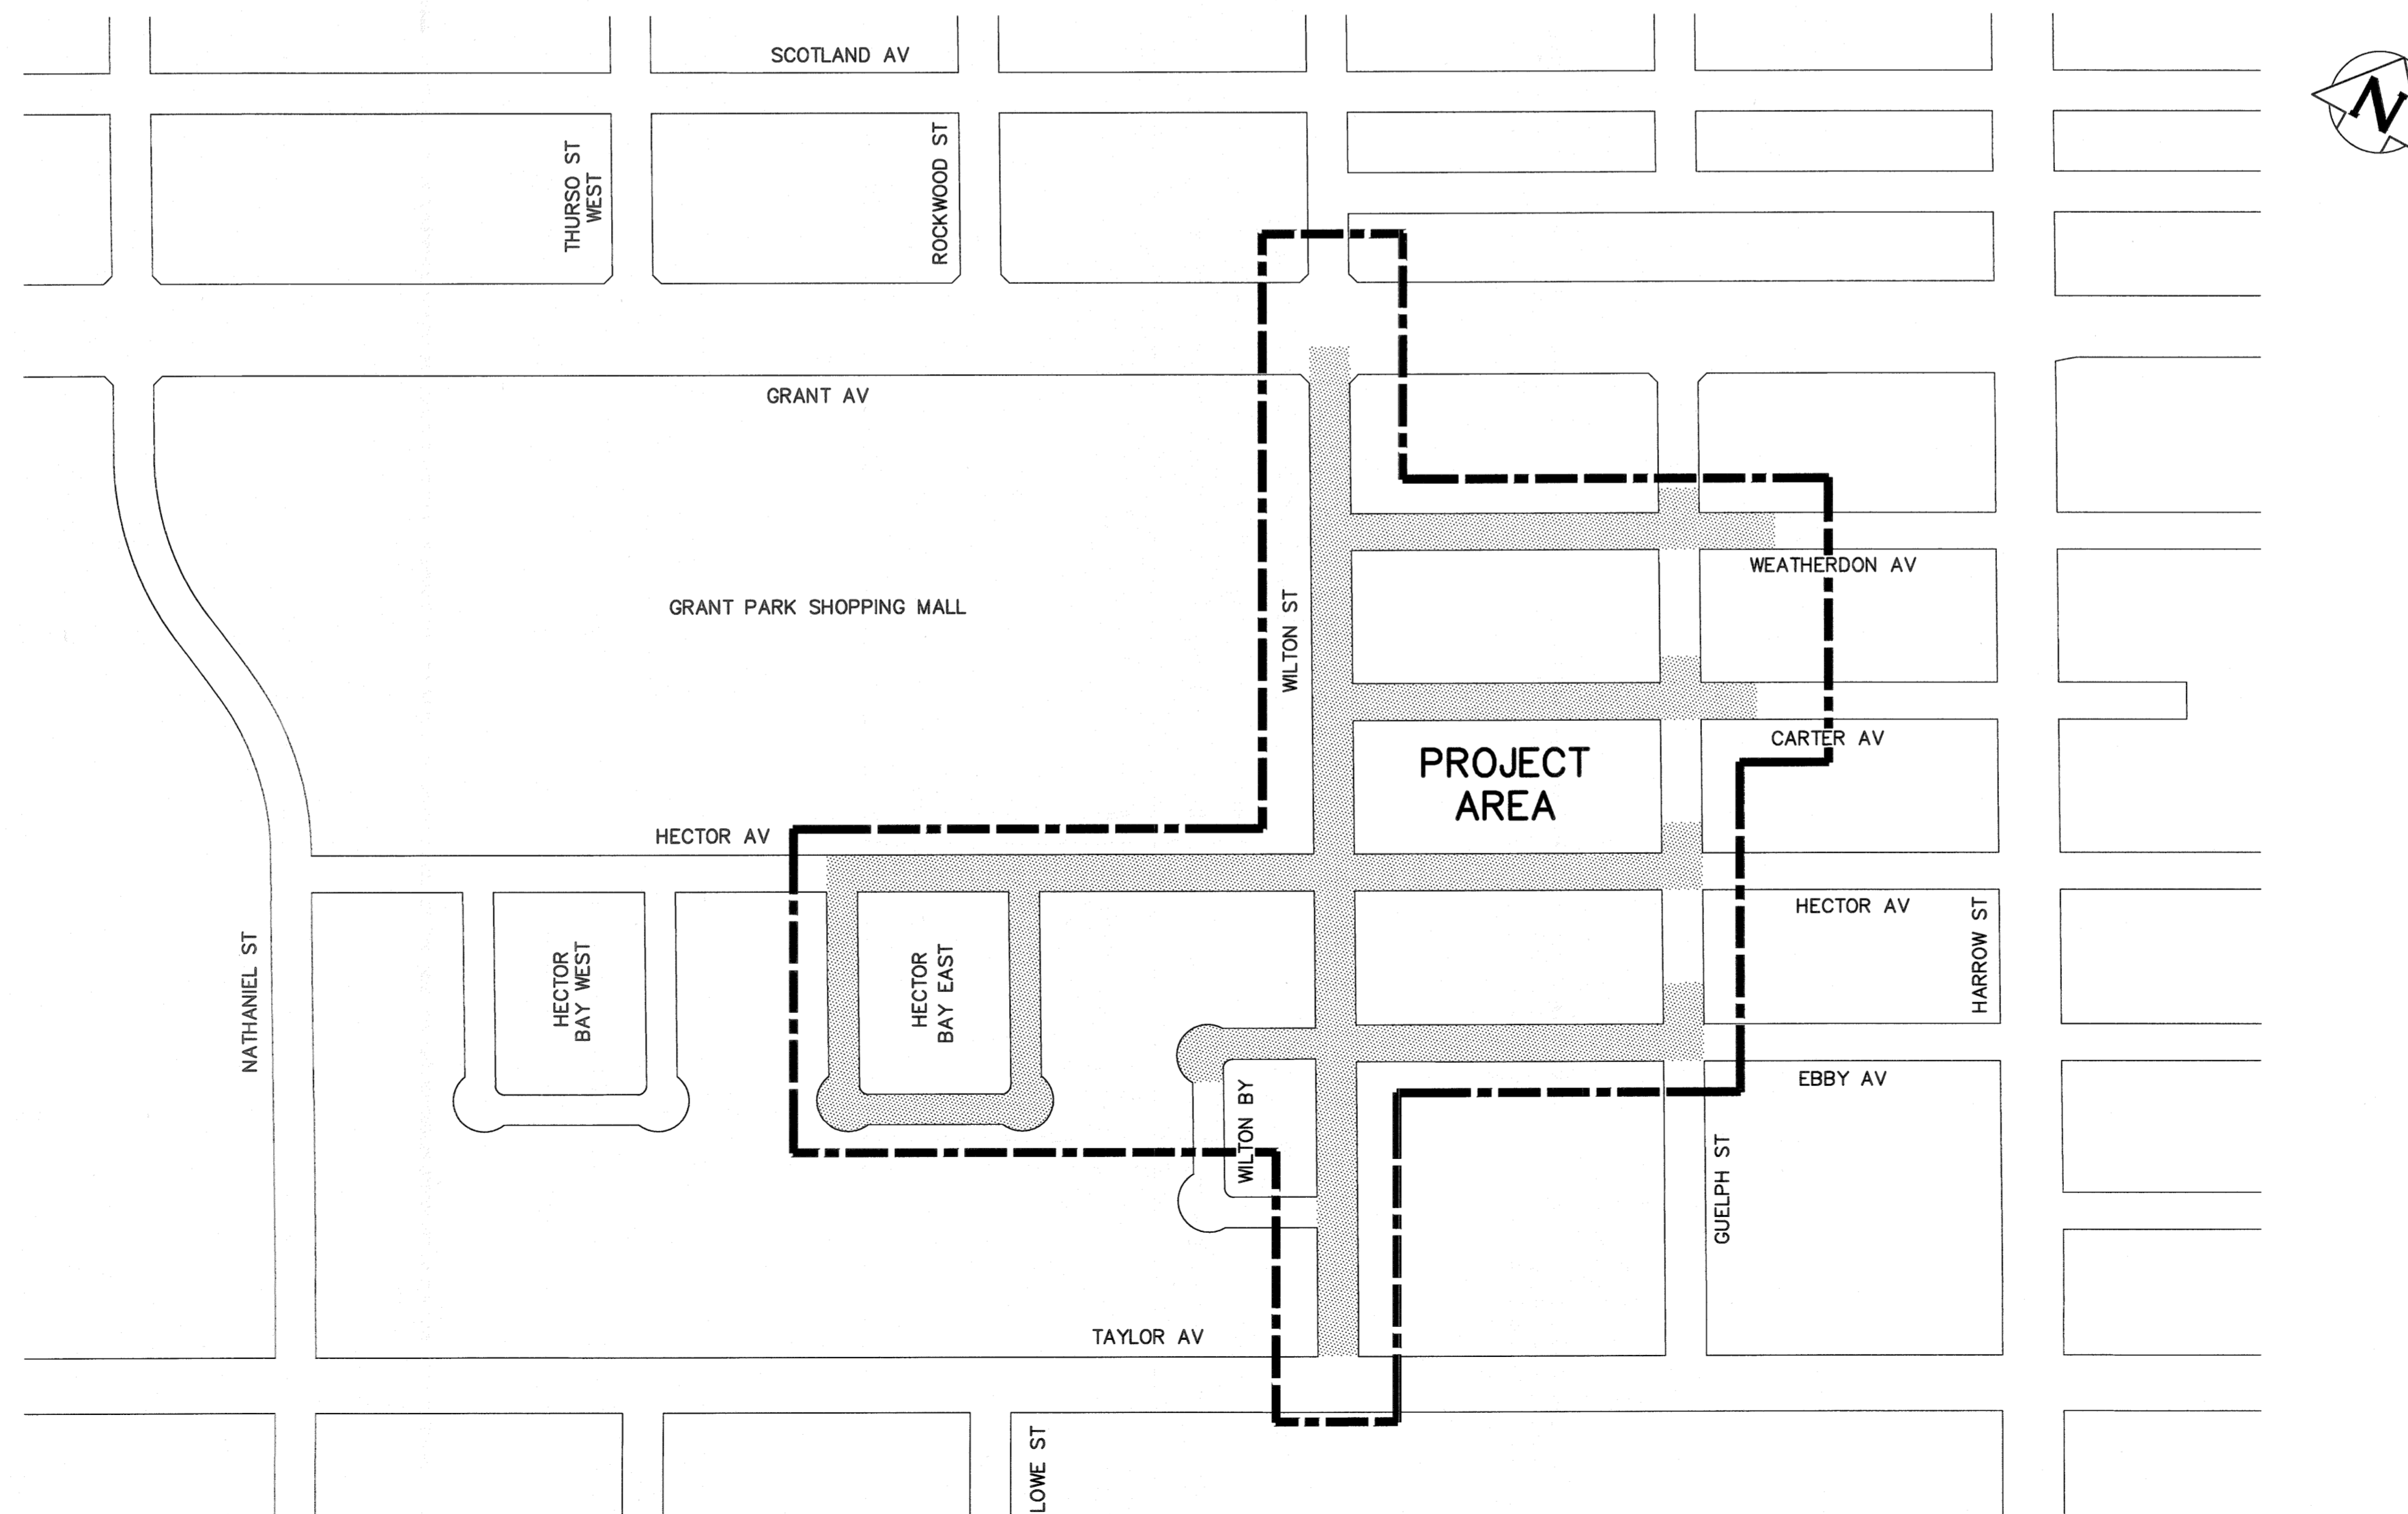 SCOTLAND AV
THURSO ST
WEST
ROCKWOOD ST
N
GRANT AV
GRANT PARK SHOPPING MALL
WILTON ST
WEATHERDON AV
CARTER AV
PROJECT
AREA
HECTOR AV
HECTOR AV
HARROW ST
NATHANIEL ST
HECTOR
BAY WEST
HECTOR
BAY EAST
WILTON BY
EBBY AV
GUELPH ST
TAYLOR AV
LOWE ST